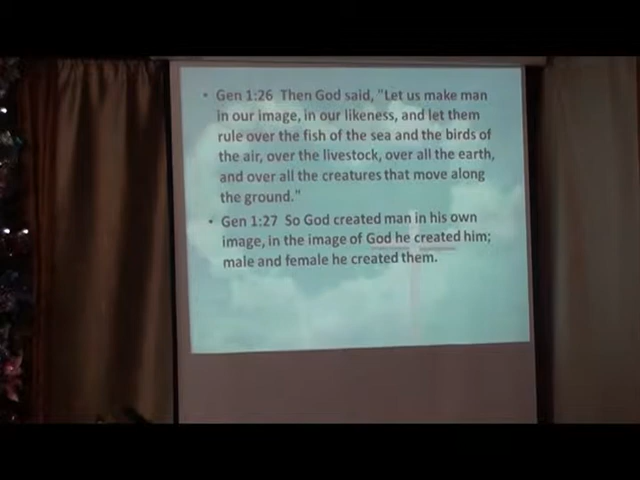 • Gen 1:26 Then God said, "Let us make man
in our image, in our likeness, and let them
rule over the fish of the sea and the birds of
the air, over the livestock, over all the earth,
and over all the creatures that move along
the ground."
• Gen 1:27 So God created man in his own
image, in the image of God he created him;
male and female he created them.